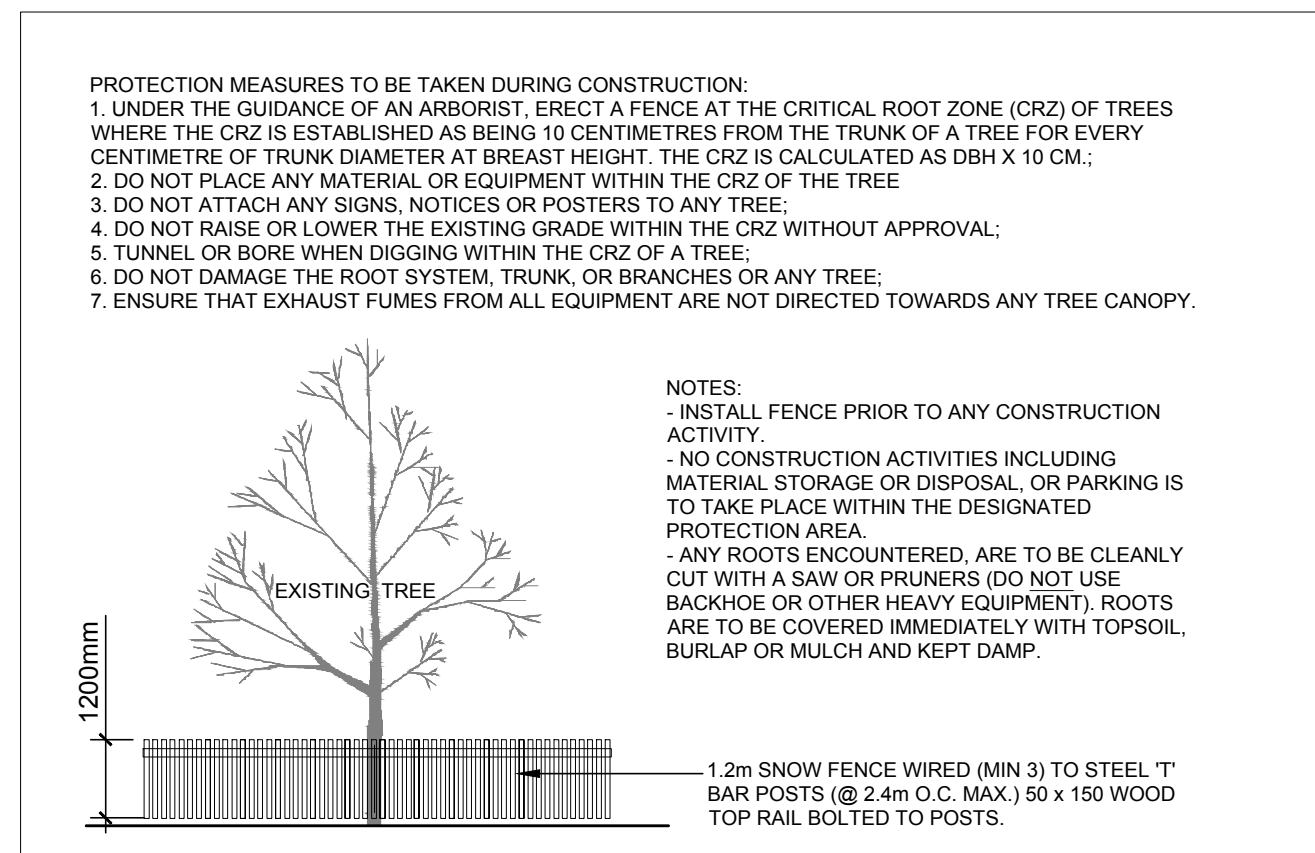 PROTECTION MEASURES TO BE TAKEN DURING CONSTRUCTION:
1. UNDER THE GUIDANCE OF AN ARBORIST, ERECT A FENCE AT THE CRITICAL ROOT ZONE (CRZ) OF TREES
WHERE THE CRZ IS ESTABLISHED AS BEING 10 CENTIMETRES FROM THE TRUNK OF A TREE FOR EVERY
CENTIMETRE OF TRUNK DIAMETER AT BREAST HEIGHT. THE CRZ IS CALCULATED AS DBH X 10 CM.;
2. DO NOT PLACE ANY MATERIAL OR EQUIPMENT WITHIN THE CRZ OF THE TREE
3. DO NOT ATTACH ANY SIGNS, NOTICES OR POSTERS TO ANY TREE;
4. DO NOT RAISE OR LOWER THE EXISTING GRADE WITHIN THE CRZ WITHOUT APPROVAL;
5. TUNNEL OR BORE WHEN DIGGING WITHIN THE CRZ OF A TREE;
6. DO NOT DAMAGE THE ROOT SYSTEM, TRUNK, OR BRANCHES OR ANY TREE;
7. ENSURE THAT EXHAUST FUMES FROM ALL EQUIPMENT ARE NOT DIRECTED TOWARDS ANY TREE CANOPY.
NOTES:
- INSTALL FENCE PRIOR TO ANY CONSTRUCTION
ACTIVITY.
- NO CONSTRUCTION ACTIVITIES INCLUDING
MATERIAL STORAGE OR DISPOSAL, OR PARKING IS
TO TAKE PLACE WITHIN THE DESIGNATED
PROTECTION AREA.
- ANY ROOTS ENCOUNTERED, ARE TO BE CLEANLY
CUT WITH A SAW OR PRUNERS (DO NOT USE
BACKHOE OR OTHER HEAVY EQUIPMENT). ROOTS
ARE TO BE COVERED IMMEDIATELY WITH TOPSOIL,
BURLAP OR MULCH AND KEPT DAMP.
EXISTING TREE
1200mm
1.2m SNOW FENCE WIRED (MIN 3) TO STEEL 'T'
BAR POSTS (@ 2.4m O.C. MAX.) 50 x 150 WOOD
TOP RAIL BOLTED TO POSTS.